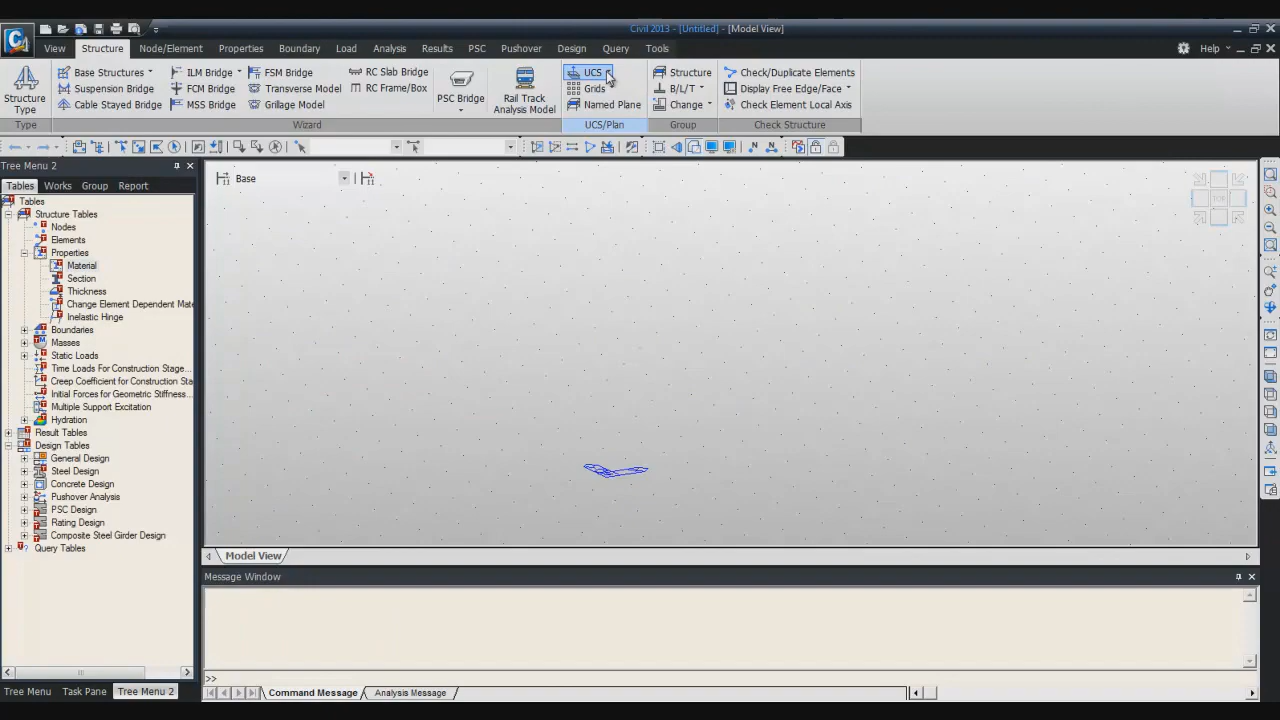 Civil 2013 - [Untitled] - [Model View]
View Structure Node/Element Properties Boundary Load Analysis Results PSC Pushover Design Query Tools Help
Structure Type
Type
Base Structures
Suspension Bridge
Cable Stayed Bridge
ILM Bridge
FCM Bridge
MSS Bridge
FSM Bridge
Transverse Model
Grillage Model
RC Slab Bridge
RC Frame/Box
PSC Bridge
Rail Track Analysis Model
Wizard
UCS
Grids
Named Plane
UCS/Plan
Structure
B/L/T
Change
Group
Check/Duplicate Elements
Display Free Edge/Face
Check Element Local Axis
Check Structure
Tree Menu 2
Tables Works Group Report
Tables
Structure Tables
Nodes
Elements
Properties
Material
Section
Thickness
Change Element Dependent Mate
Inelastic Hinge
Boundaries
Masses
Static Loads
Time Loads For Construction Stage...
Creep Coefficient for Construction Sta
Initial Forces for Geometric Stiffness...
Multiple Support Excitation
Hydration
Result Tables
Design Tables
General Design
Steel Design
Concrete Design
Pushover Analysis
PSC Design
Rating Design
Composite Steel Girder Design
Query Tables
Base
TOP
Model View
Message Window
>>
Command Message Analysis Message
Tree Menu Task Pane Tree Menu 2